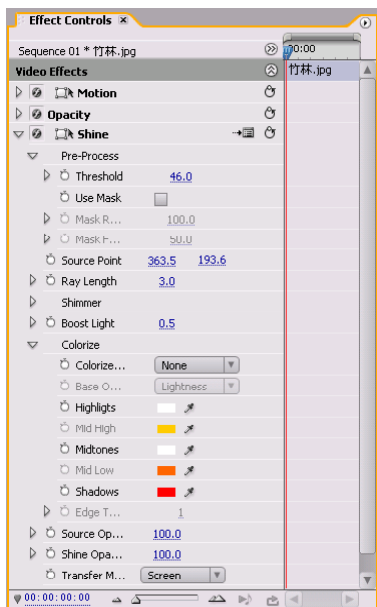 Effect Controls ×
Sequence 01 * 竹林.jpg
00:00
Video Effects
竹林.jpg
Motion
Opacity
Shine
Pre-Process
Threshold 46.0
Use Mask
Mask R... 100.0
Mask F... 50.0
Source Point 363.5 193.6
Ray Length 3.0
Shimmer
Boost Light 0.5
Colorize
Colorize... None
Base O... Lightness
Highligts
Mid High
Midtones
Mid Low
Shadows
Edge T... 1
Source Op... 100.0
Shine Opa... 100.0
Transfer M... Screen
00:00:00:00